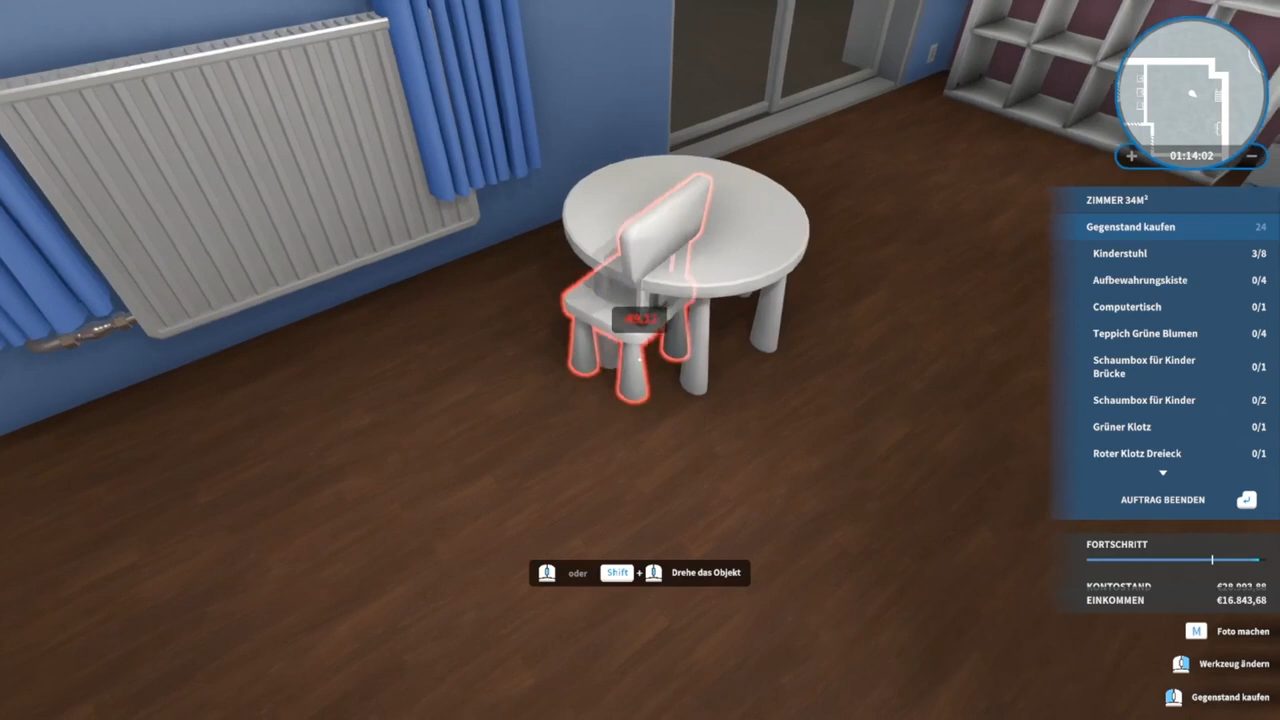 + 01:14:02 −
ZIMMER 34M²
Gegenstand kaufen 24
Kinderstuhl 3/8
Aufbewahrungskiste 0/4
Computertisch 0/1
Teppich Grüne Blumen 0/4
Schaumbox für Kinder
Brücke 0/1
Schaumbox für Kinder 0/2
Grüner Klotz 0/1
Roter Klotz Dreieck 0/1
AUFTRAG BEENDEN
FORTSCHRITT
KONTOSTAND
EINKOMMEN €16.843,68
oder Shift + Drehe das Objekt
M Foto machen
Werkzeug ändern
Gegenstand kaufen